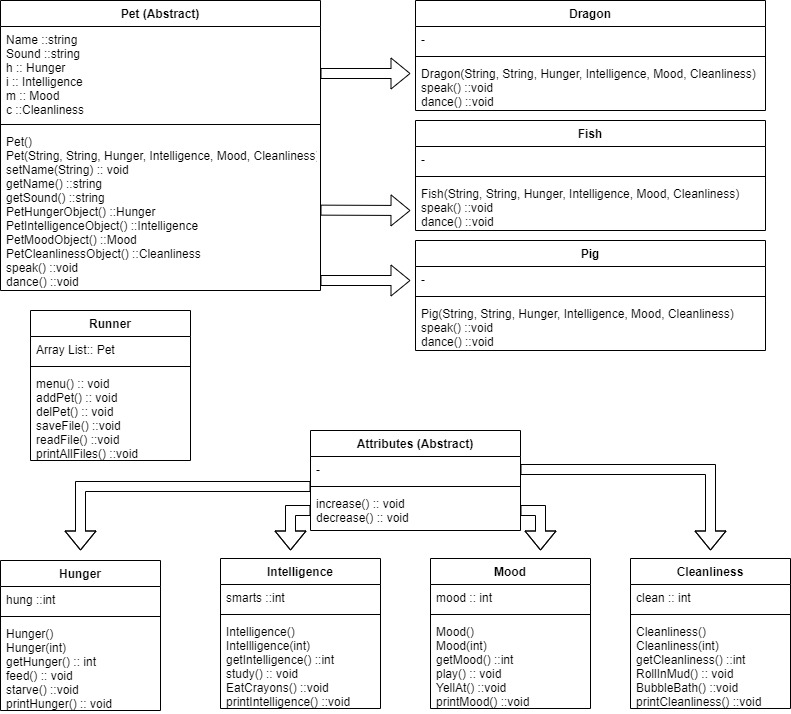 Pet (Abstract)
Name ::string
Sound ::string
h :: Hunger
i :: Intelligence
m :: Mood
c ::Cleanliness
Pet()
Pet(String, String, Hunger, Intelligence, Mood, Cleanliness
setName(String) :: void
getName() ::string
getSound() ::string
PetHungerObject() ::Hunger
PetIntelligenceObject() ::Intelligence
PetMoodObject() ::Mood
PetCleanlinesObject() ::Cleanliness
speak() ::void
dance() ::void
Dragon
-
Dragon(String, String, Hunger, Intelligence, Mood, Cleanliness)
speak() ::void
dance() ::void
Fish
-
Fish(String, String, Hunger, Intelligence, Mood, Cleanliness)
speak() ::void
dance() ::void
Pig
-
Pig(String, String, Hunger, Intelligence, Mood, Cleanliness)
speak() ::void
dance() ::void
Runner
Array List:: Pet
menu() :: void
addPet() :: void
delPet() :: void
saveFile() :: void
readFile() ::void
printAllFiles() ::void
Attributes (Abstract)
-
increase() :: void
decrease() :: void
Hunger
hung ::int
Hunger()
Hunger(int)
getHunger() :: int
feed() :: void
starve() :: void
printHunger() :: void
Intelligence
smarts ::int
Intelligence()
Intellligence(int)
getIntelligence() ::int
study() :: void
EatCrayons() ::void
printIntelligence() ::void
Mood
mood :: int
Mood()
Mood(int)
getMood() ::int
play() :: void
YellAt() :: void
printMood() :: void
Cleanliness
clean :: int
Cleanliness()
Cleanliness(int)
getCleanliness() ::int
RollInMud() :: void
BubbleBath() :: void
printCleanliness() ::void